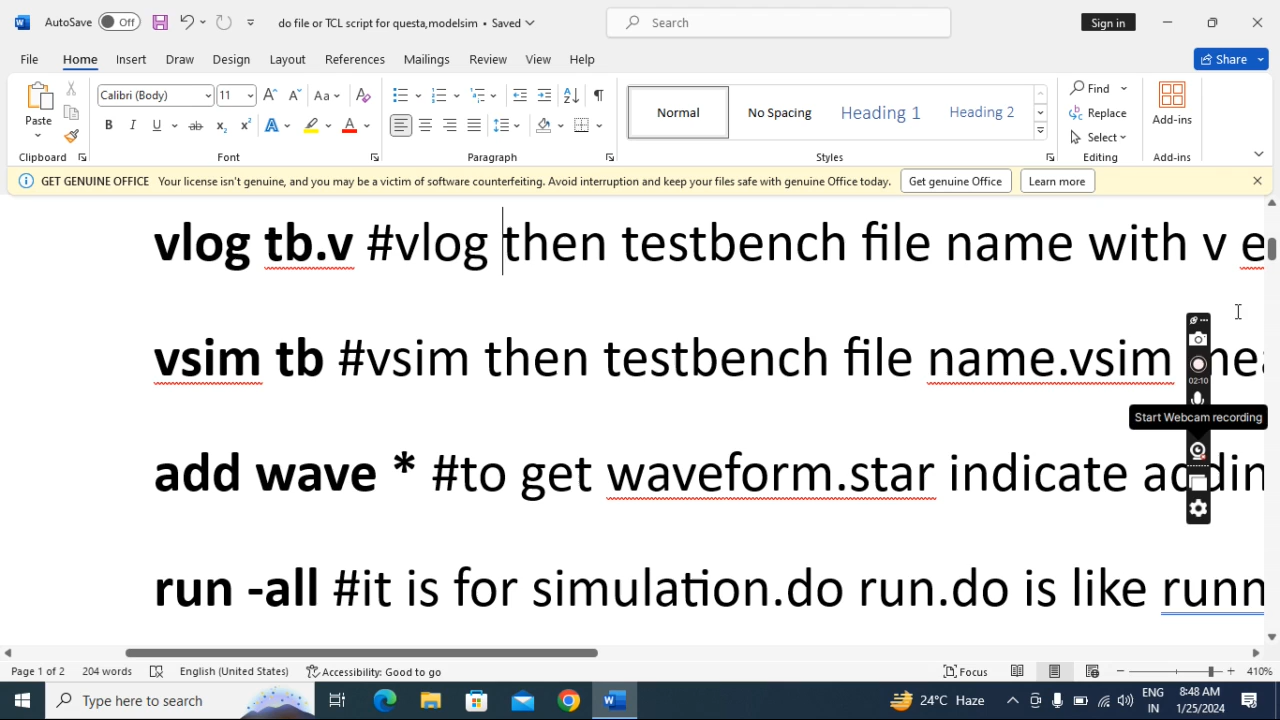 AutoSave Off do file or TCL script for questa,modelsim • Saved Search Sign in
File Home Insert Draw Design Layout References Mailings Review View Help Share
Paste Calibri (Body) 11 Aa Normal No Spacing Heading 1 Heading 2 Find Replace Select Add-ins
Clipboard Font Paragraph Styles Editing Add-ins
GET GENUINE OFFICE Your license isn't genuine, and you may be a victim of software counterfeiting. Avoid interruption and keep your files safe with genuine Office today. Get genuine Office Learn more
vlog tb.v #vlog then testbench file name with v e
vsim tb #vsim then testbench file name.vsim
02:10
Start Webcam recording
add wave * #to get waveform.star indicate
run -all #it is for simulation.do run.do is like runn
Page 1 of 2 204 words English (United States) Accessibility: Good to go Focus 410%
Type here to search 24°C Haze ENG IN 8:48 AM 1/25/2024